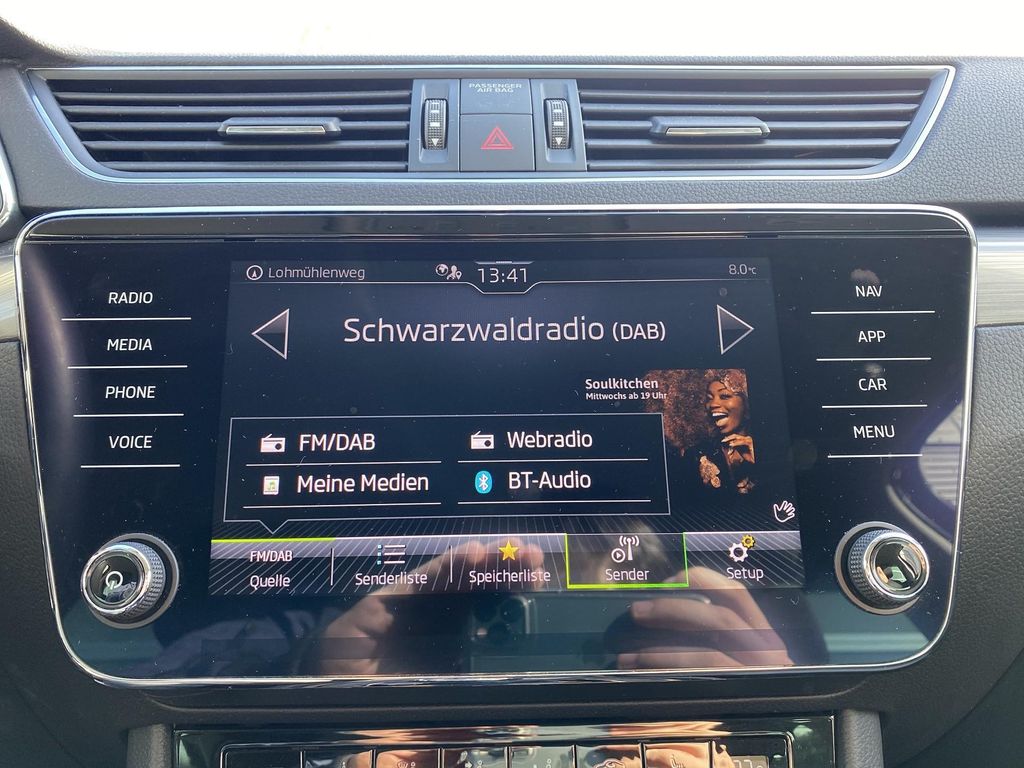 PASSENGER
AIR BAG
Lohmühlenweg
13:41
8.0°C
RADIO
MEDIA
PHONE
VOICE
NAV
APP
CAR
MENU
Schwarzwaldradio (DAB)
Soulkitchen
Mittwochs ab 19 Uhr
FM/DAB
Webradio
Meine Medien
BT-Audio
FM/DAB
Quelle
Senderliste
Speicherliste
Sender
Setup